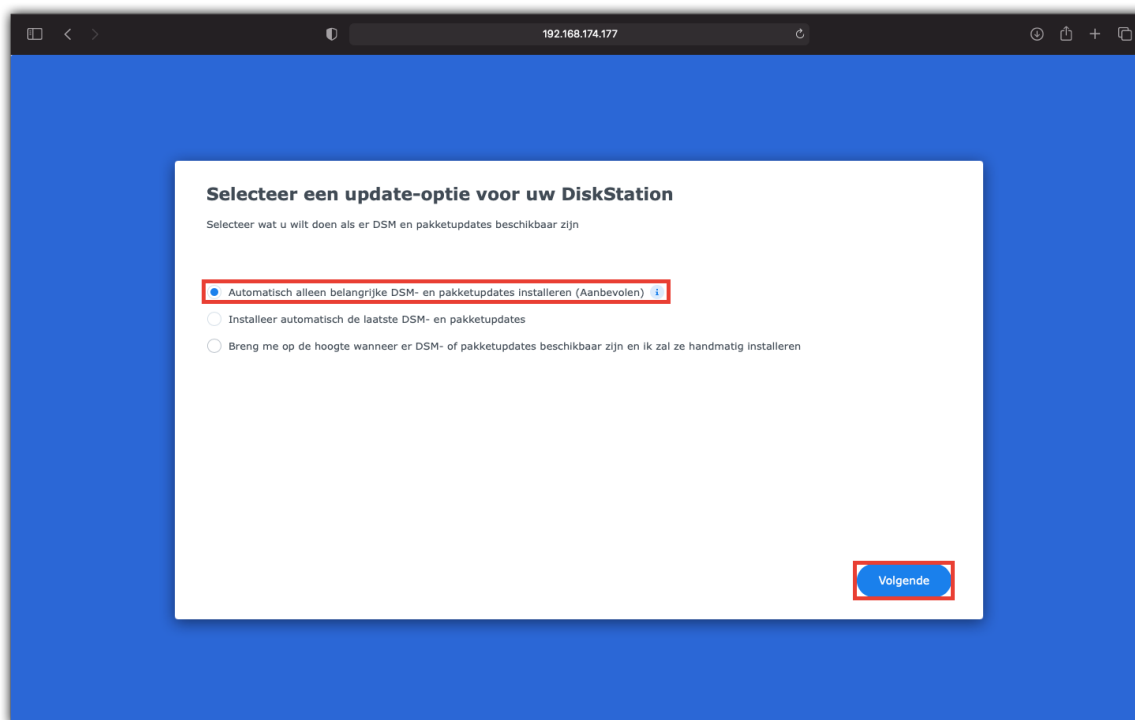 192.168.174.177
Selecteer een update-optie voor uw DiskStation
Selecteer wat u wilt doen als er DSM en pakketupdates beschikbaar zijn
Automatisch alleen belangrijke DSM- en pakketupdates installeren (Aanbevolen) i
Installeer automatisch de laatste DSM- en pakketupdates
Breng me op de hoogte wanneer er DSM- of pakketupdates beschikbaar zijn en ik zal ze handmatig installeren
Volgende